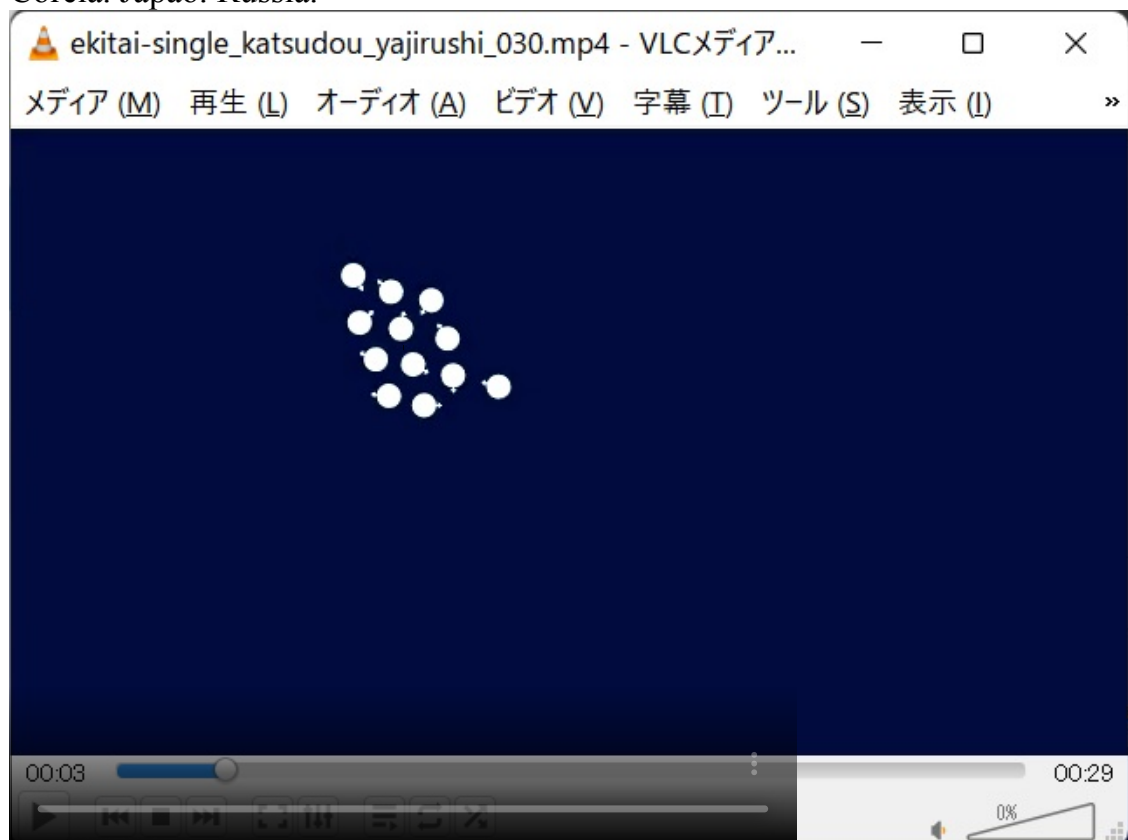 Coréia. Japão. Rússia.
ekitai-single_katsudou_yajirushi_030.mp4 - VLCメディア...
メディア (M) 再生 (L) オーディオ (A) ビデオ (V) 字幕 (T) ツール (S) 表示 (I) »
00:03 00:29
0%